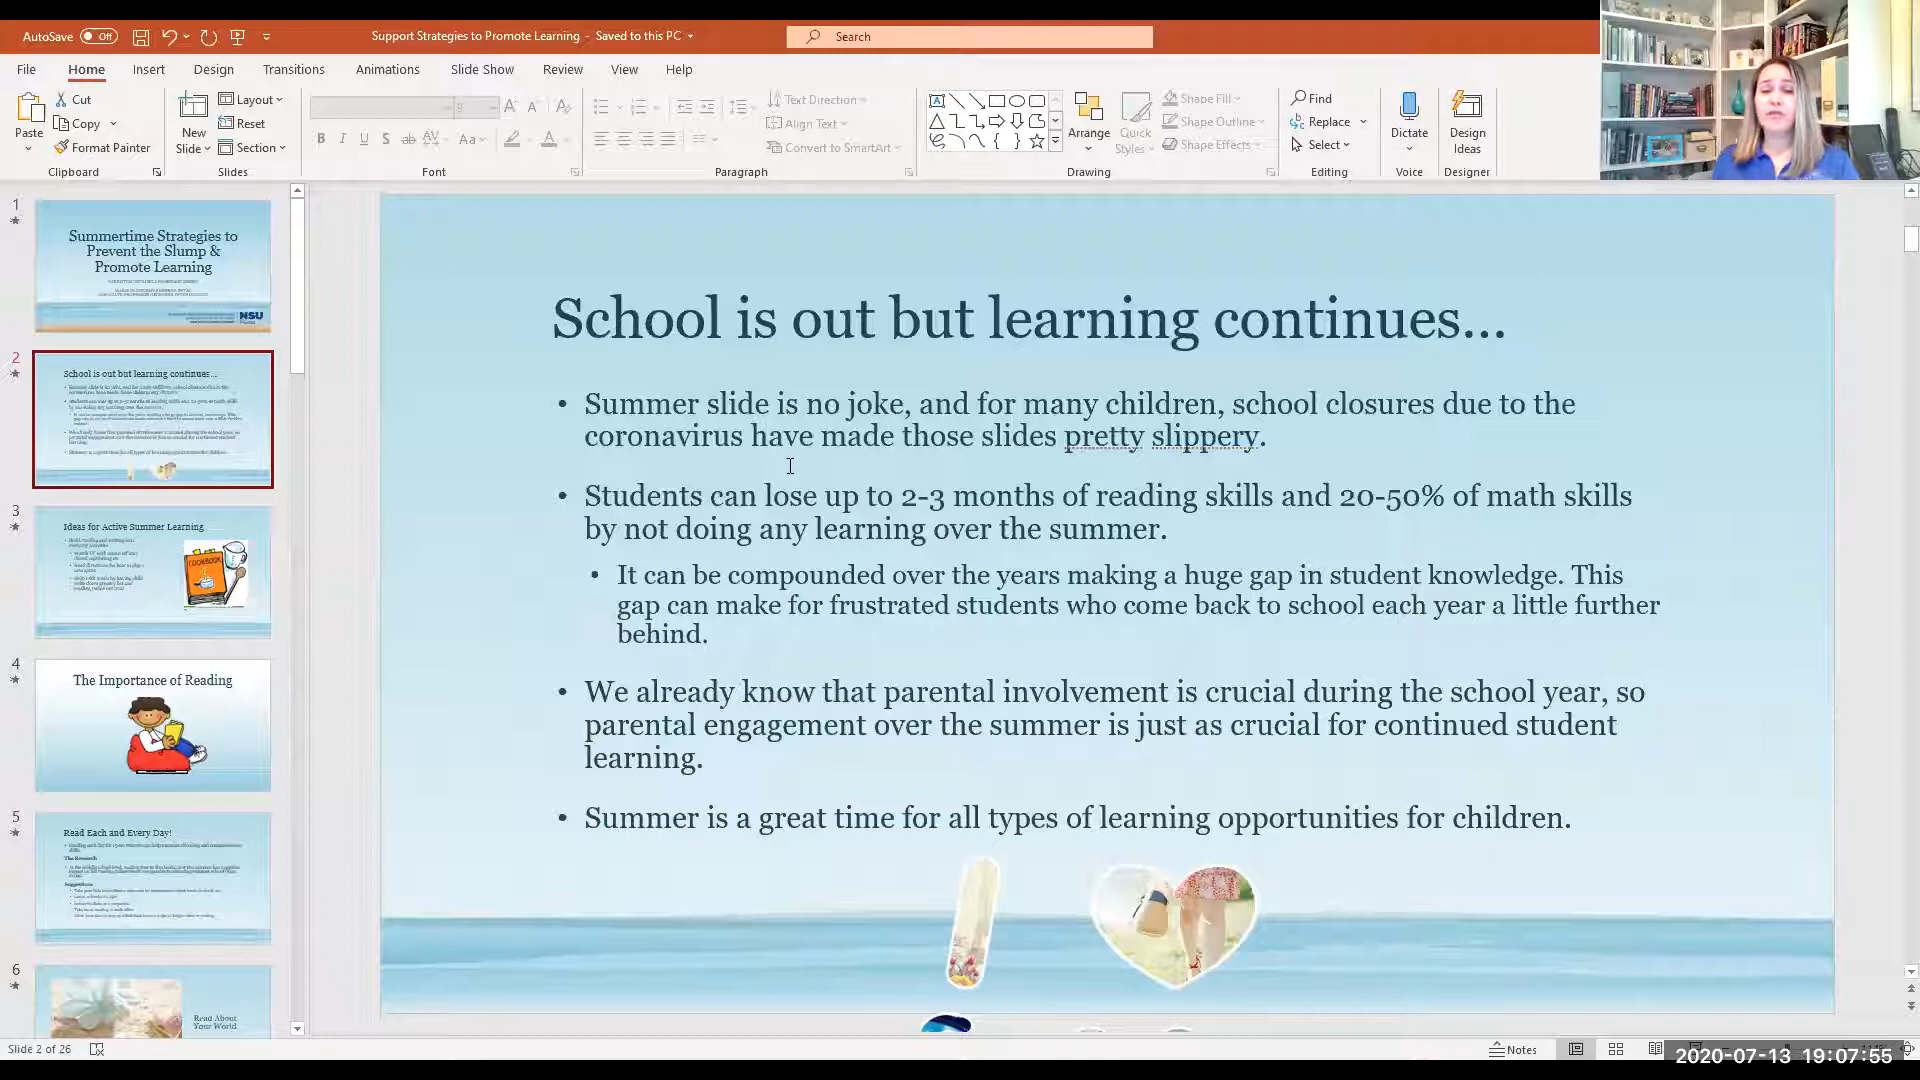 AutoSave Off
Support Strategies to Promote Learning - Saved to this PC
Search
File Home Insert Design Transitions Animations Slide Show Review View Help
Paste
Cut
Copy
Format Painter
Clipboard
New Slide
Layout
Reset
Section
Slides
Font
Text Direction
Align Text
Convert to SmartArt
Paragraph
Arrange
Quick Styles
Shape Fill
Shape Outline
Shape Effects
Drawing
Find
Replace
Select
Editing
Dictate
Voice
Design Ideas
Designer
1
Summertime Strategies to
Prevent the Slump &
Promote Learning
NSU
2
School is out but learning continues...
3
Ideas for Active Summer Learning
COOKBOOK
4
The Importance of Reading
5
Read Each and Every Day!
The Research
6
Read About
Your World
School is out but learning continues...
• Summer slide is no joke, and for many children, school closures due to the
coronavirus have made those slides pretty slippery.
• Students can lose up to 2-3 months of reading skills and 20-50% of math skills
by not doing any learning over the summer.
• It can be compounded over the years making a huge gap in student knowledge. This
gap can make for frustrated students who come back to school each year a little further
behind.
• We already know that parental involvement is crucial during the school year, so
parental engagement over the summer is just as crucial for continued student
learning.
• Summer is a great time for all types of learning opportunities for children.
Slide 2 of 26
Notes
2020-07-13 19:07:55